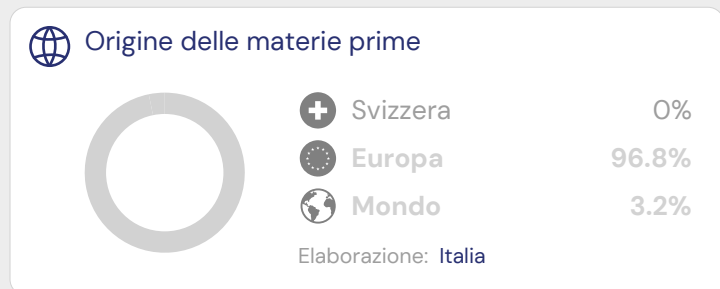 Origine delle materie prime
Svizzera 0%
Europa 96.8%
Mondo 3.2%
Elaborazione: Italia